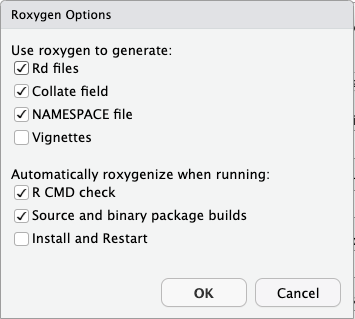 Roxygen Options
Use roxygen to generate:
Rd files
Collate field
NAMESPACE file
Vignettes
Automatically roxygenize when running:
R CMD check
Source and binary package builds
Install and Restart
OK Cancel